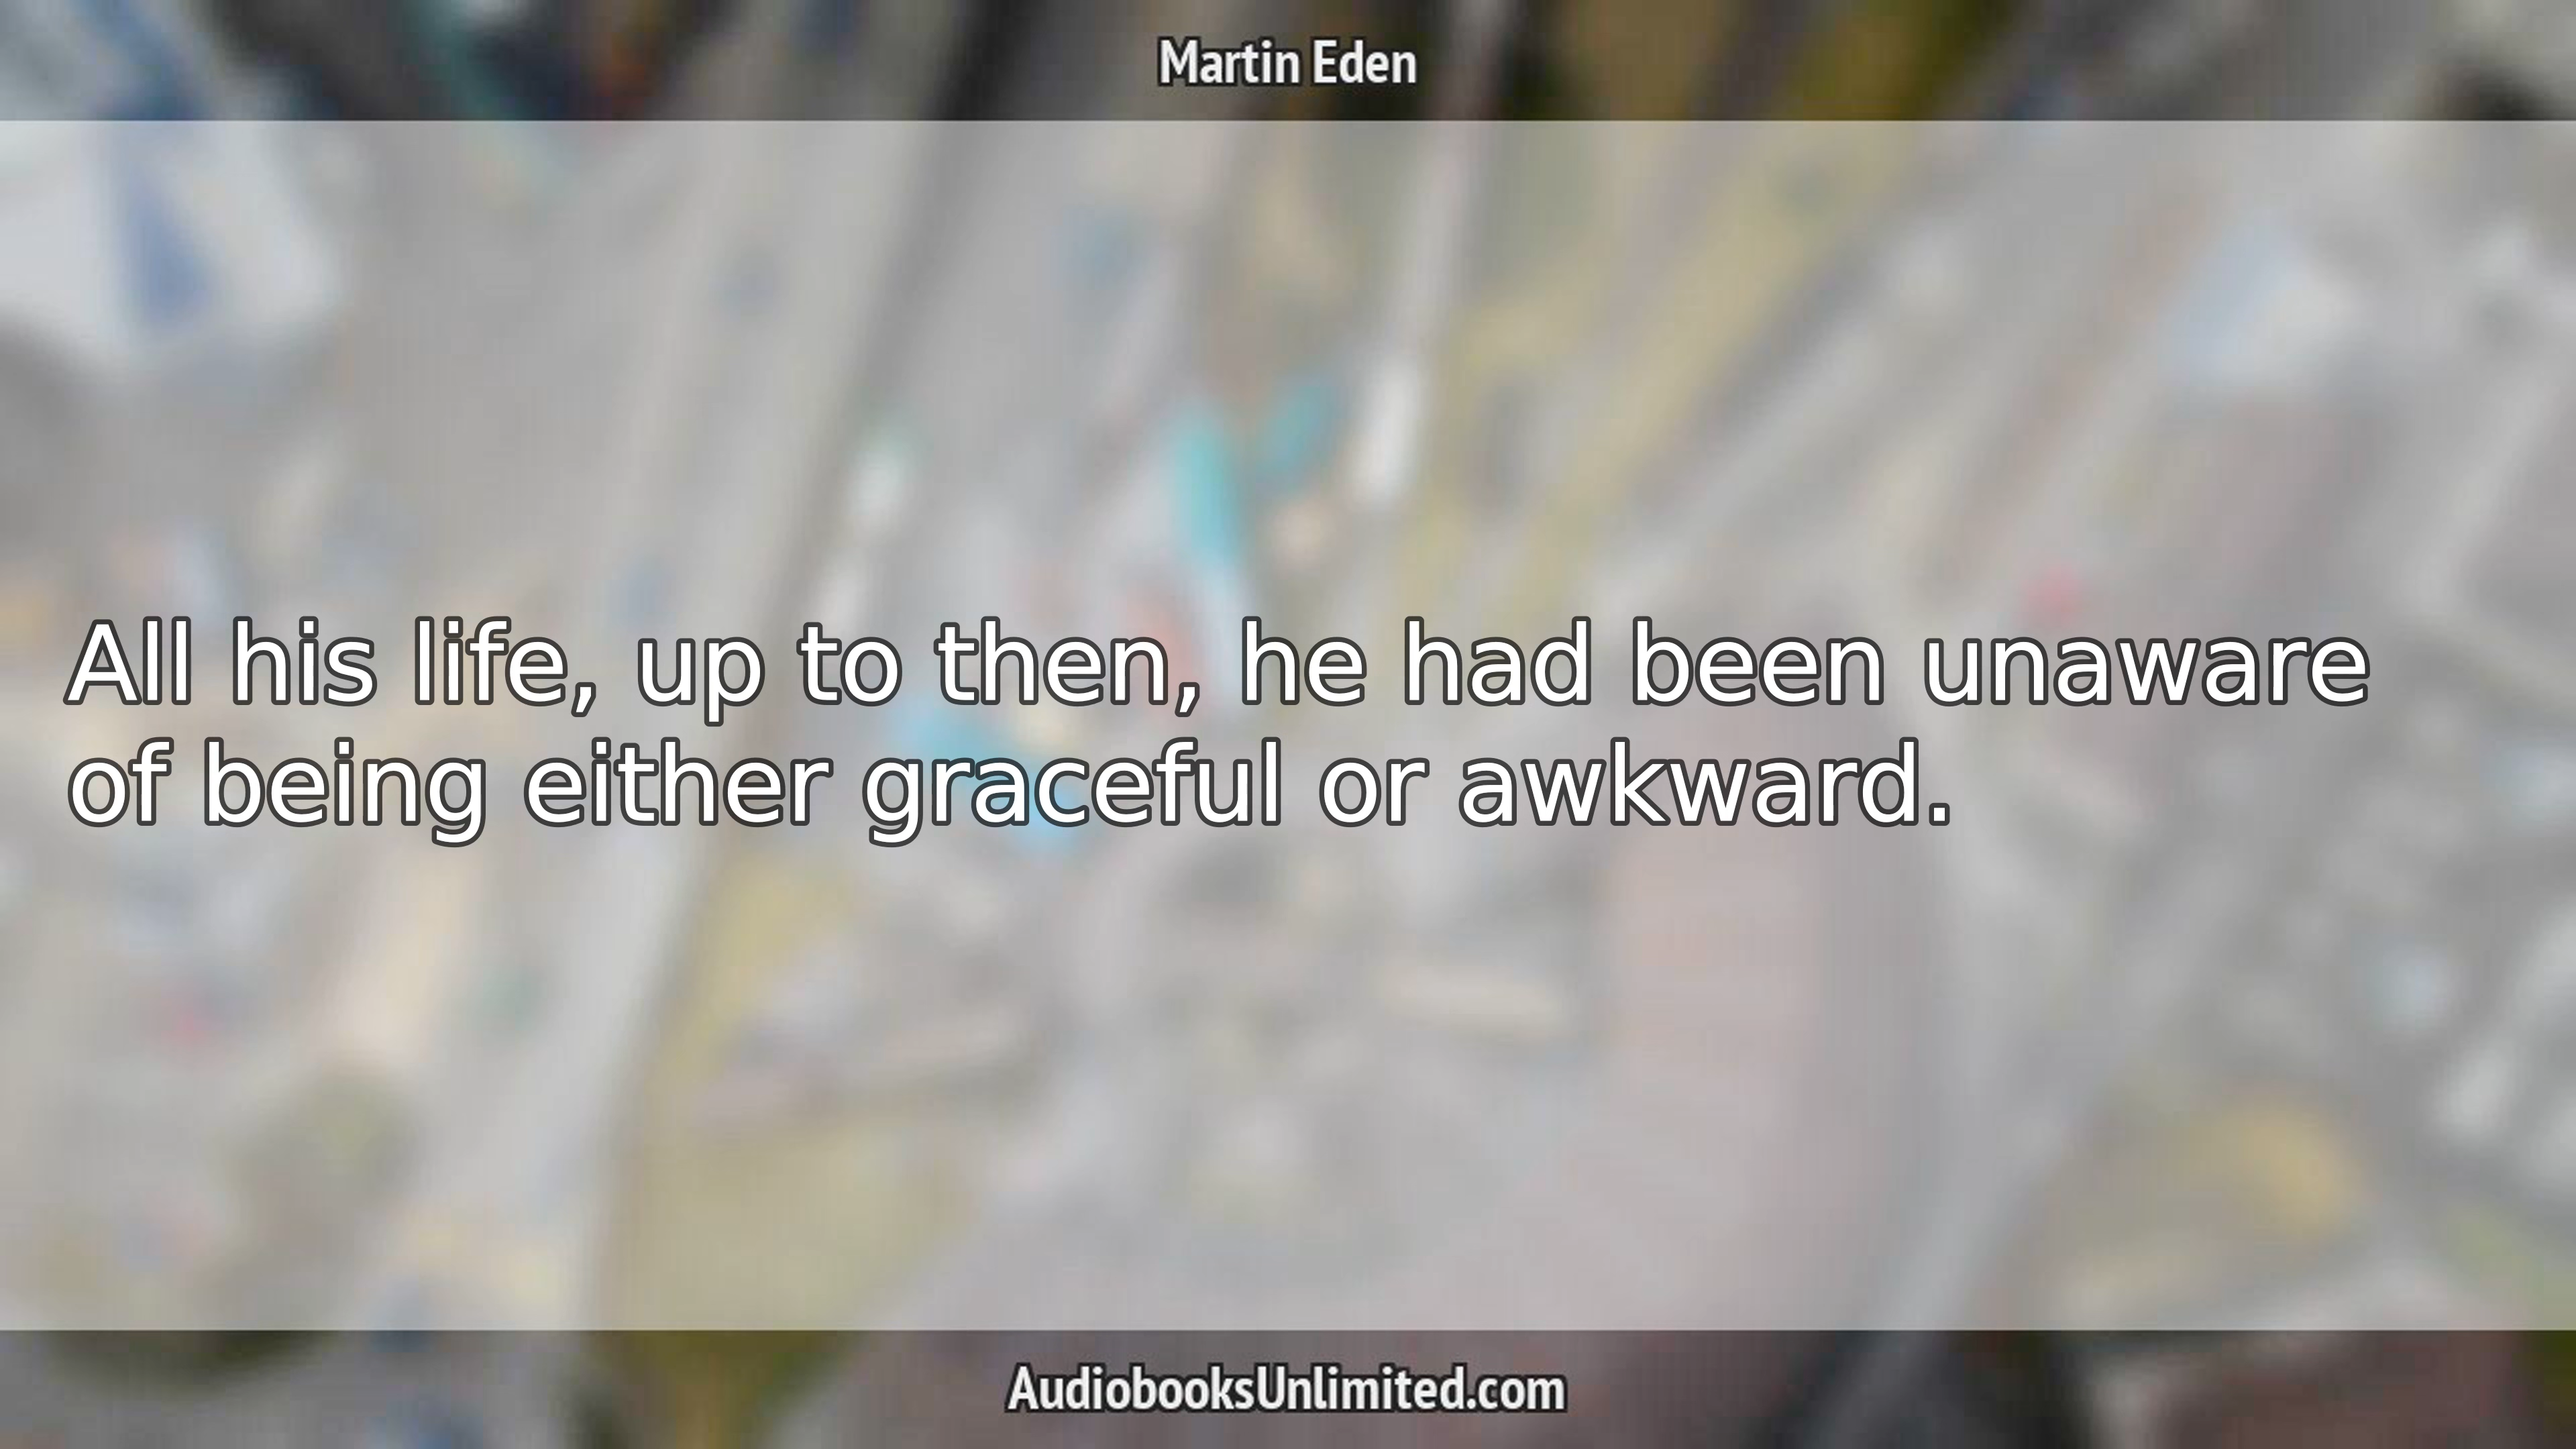 Martin Eden
All his life, up to then, he had been unaware
of being either graceful or awkward.
AudiobooksUnlimited.com